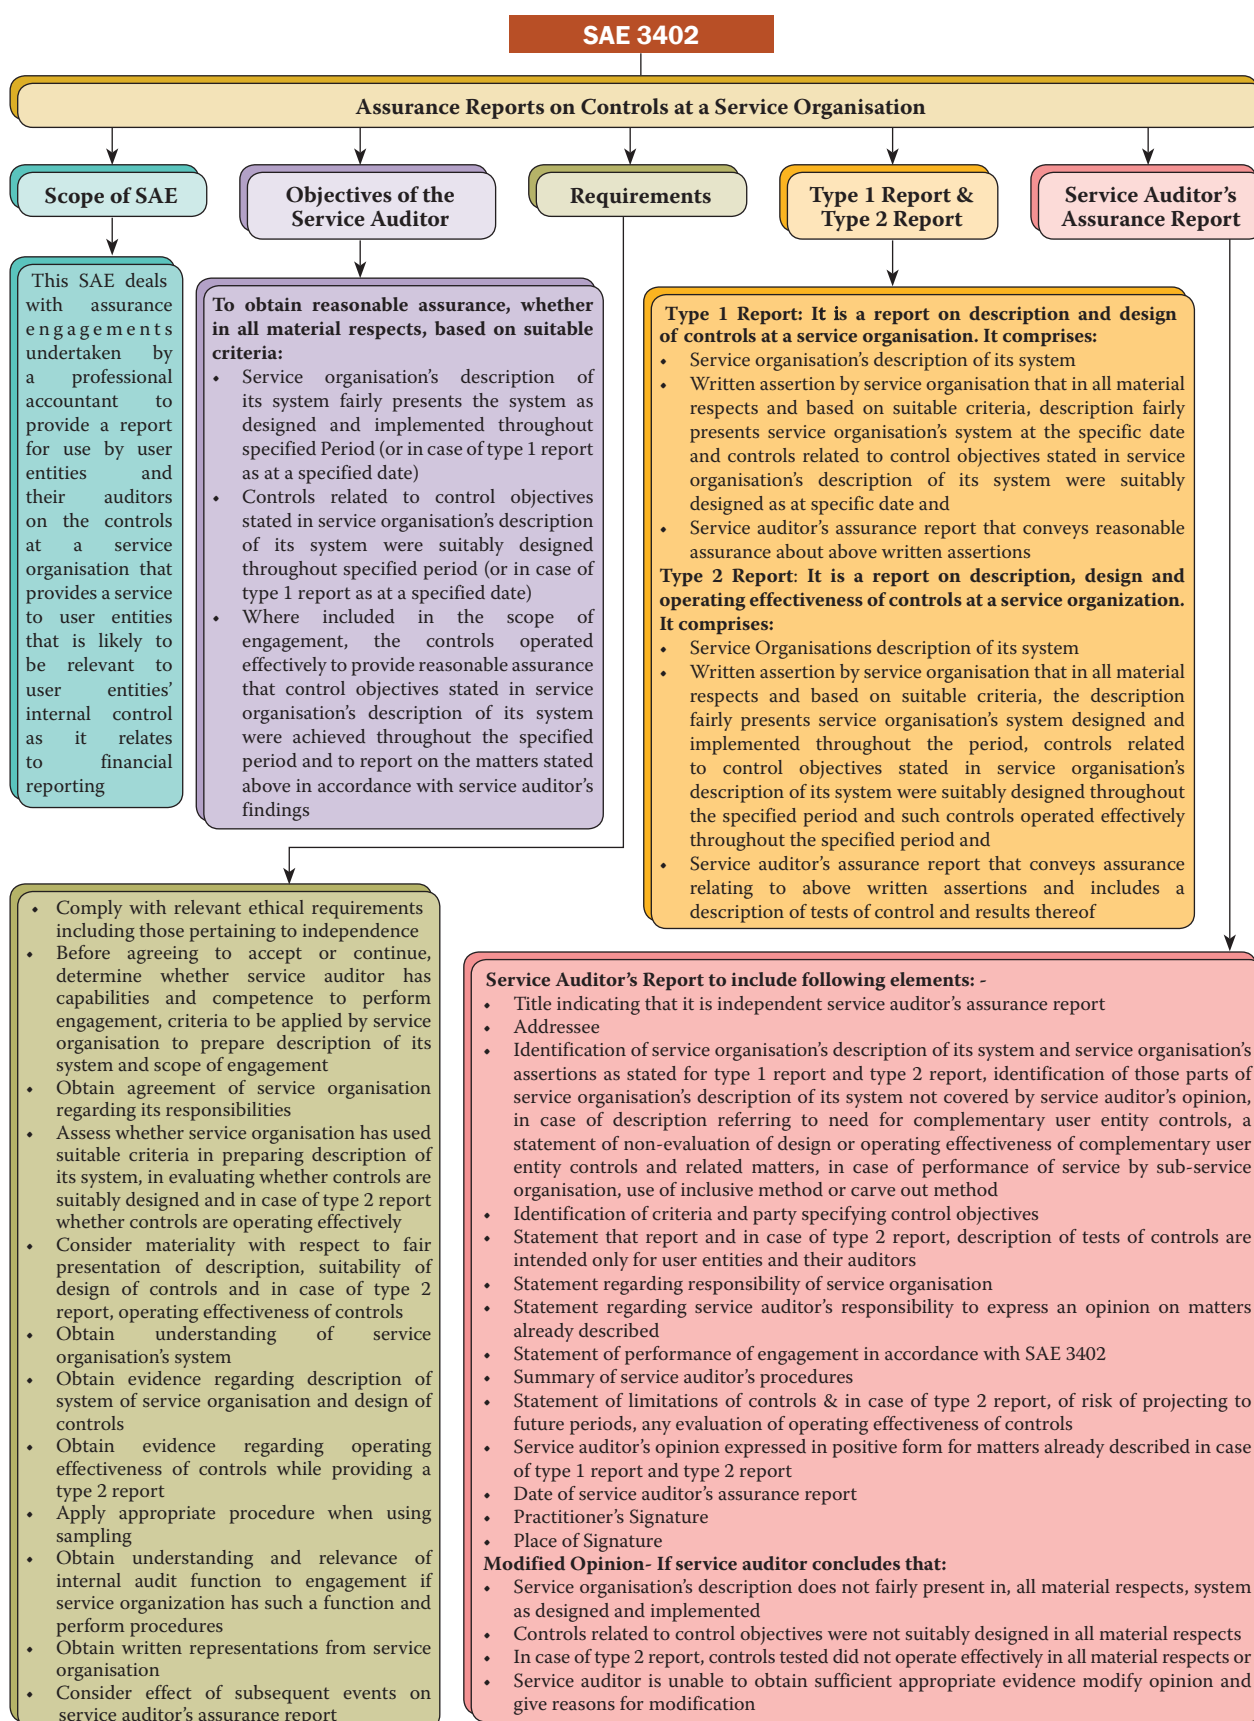 SAE 3402
Assurance Reports on Controls at a Service Organisation
Scope of SAE
Objectives of the
Service Auditor
Requirements
Type 1 Report &
Type 2 Report
Service Auditor's
Assurance Report
This SAE deals
with assurance
engagements
undertaken by
a professional
accountant to
provide a report
for use by user
entities and
their auditors
on the controls
at a service
organisation that
provides a service
to user entities
that is likely to
be relevant to
user entities'
internal control
as it relates
to financial
reporting
To obtain reasonable assurance, whether
in all material respects, based on suitable
criteria:
• Service organisation's description of
its system fairly presents the system as
designed and implemented throughout
specified Period (or in case of type 1 report
as at a specified date)
• Controls related to control objectives
stated in service organisation's description
of its system were suitably designed
throughout specified period (or in case of
type 1 report as at a specified date)
• Where included in the scope of
engagement, the controls operated
effectively to provide reasonable assurance
that control objectives stated in service
organisation's description of its system
were achieved throughout the specified
period and to report on the matters stated
above in accordance with service auditor's
findings
Type 1 Report: It is a report on description and design
of controls at a service organisation. It comprises:
• Service organisation's description of its system
• Written assertion by service organisation that in all material
respects and based on suitable criteria, description fairly
presents service organisation's system at the specific date
and controls related to control objectives stated in service
organisation's description of its system were suitably
designed as at specific date and
• Service auditor's assurance report that conveys reasonable
assurance about above written assertions
Type 2 Report: It is a report on description, design and
operating effectiveness of controls at a service organization.
It comprises:
• Service Organisations description of its system
• Written assertion by service organisation that in all material
respects and based on suitable criteria, the description
fairly presents service organisation's system designed and
implemented throughout the period, controls related
to control objectives stated in service organisation's
description of its system were suitably designed throughout
the specified period and such controls operated effectively
throughout the specified period and
• Service auditor's assurance report that conveys assurance
relating to above written assertions and includes a
description of tests of control and results thereof
• Comply with relevant ethical requirements
including those pertaining to independence
• Before agreeing to accept or continue,
determine whether service auditor has
capabilities and competence to perform
engagement, criteria to be applied by service
organisation to prepare description of its
system and scope of engagement
• Obtain agreement of service organisation
regarding its responsibilities
• Assess whether service organisation has used
suitable criteria in preparing description of
its system, in evaluating whether controls are
suitably designed and in case of type 2 report
whether controls are operating effectively
• Consider materiality with respect to fair
presentation of description, suitability of
design of controls and in case of type 2
report, operating effectiveness of controls
• Obtain understanding of service
organisation's system
• Obtain evidence regarding description of
system of service organisation and design of
controls
• Obtain evidence regarding operating
effectiveness of controls while providing a
type 2 report
• Apply appropriate procedure when using
sampling
• Obtain understanding and relevance of
internal audit function to engagement if
service organization has such a function and
perform procedures
• Obtain written representations from service
organisation
• Consider effect of subsequent events on
service auditor's assurance report
Service Auditor's Report to include following elements: -
• Title indicating that it is independent service auditor's assurance report
• Addressee
• Identification of service organisation's description of its system and service organisation's
assertions as stated for type 1 report and type 2 report, identification of those parts of
service organisation's description of its system not covered by service auditor's opinion,
in case of description referring to need for complementary user entity controls, a
statement of non-evaluation of design or operating effectiveness of complementary user
entity controls and related matters, in case of performance of service by sub-service
organisation, use of inclusive method or carve out method
• Identification of criteria and party specifying control objectives
• Statement that report and in case of type 2 report, description of tests of controls are
intended only for user entities and their auditors
• Statement regarding responsibility of service organisation
• Statement regarding service auditor's responsibility to express an opinion on matters
already described
• Statement of performance of engagement in accordance with SAE 3402
• Summary of service auditor's procedures
• Statement of limitations of controls & in case of type 2 report, of risk of projecting to
future periods, any evaluation of operating effectiveness of controls
• Service auditor's opinion expressed in positive form for matters already described in case
of type 1 report and type 2 report
• Date of service auditor's assurance report
• Practitioner's Signature
• Place of Signature
Modified Opinion- If service auditor concludes that:
• Service organisation's description does not fairly present in, all material respects, system
as designed and implemented
• Controls related to control objectives were not suitably designed in all material respects
• In case of type 2 report, controls tested did not operate effectively in all material respects or
• Service auditor is unable to obtain sufficient appropriate evidence modify opinion and
give reasons for modification